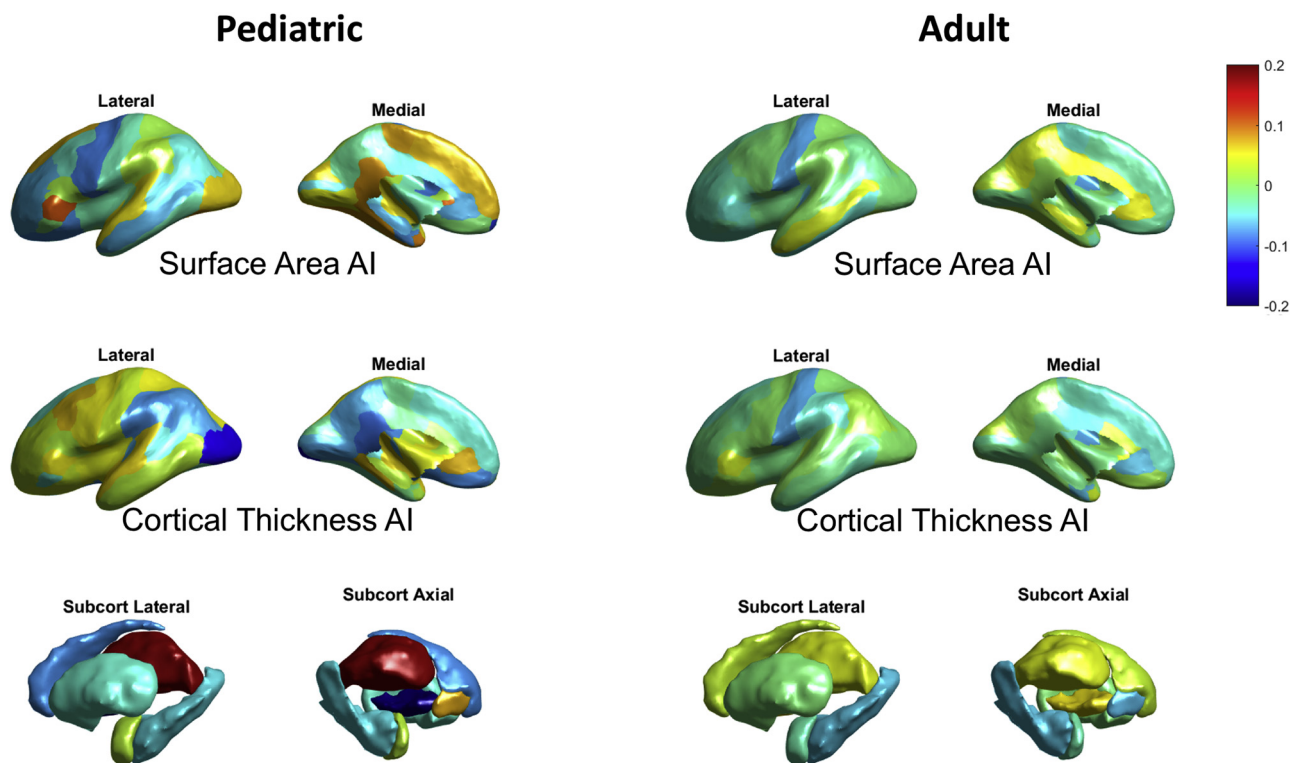 Pediatric
Adult
Lateral
Medial
Lateral
Medial
0.2
0.1
0
-0.1
-0.2
Surface Area AI
Surface Area AI
Lateral
Medial
Lateral
Medial
Cortical Thickness AI
Cortical Thickness AI
Subcort Lateral
Subcort Axial
Subcort Lateral
Subcort Axial